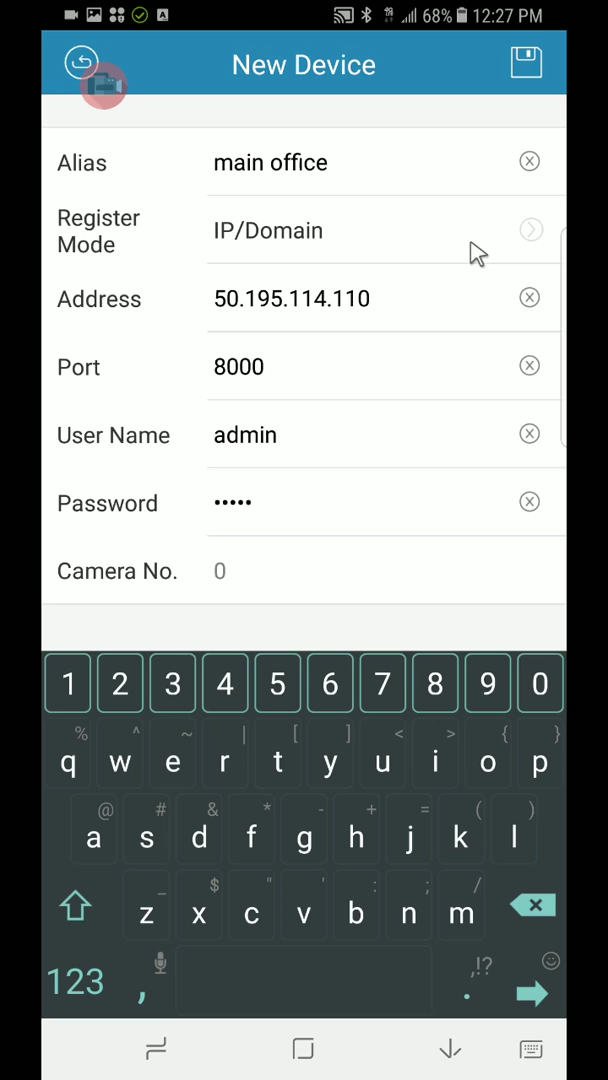 68% 12:27 PM
New Device
Alias main office
Register Mode IP/Domain
Address 50.195.114.110
Port 8000
User Name admin
Password •••••
Camera No. 0
1 2 3 4 5 6 7 8 9 0
% ^ ~ | [ ] < > { }
q w e r t y u i o p
@ # & * - + = ( )
a s d f g h j k l
_ $ " ' : ; /
z x c v b n m
,!?
123 , .